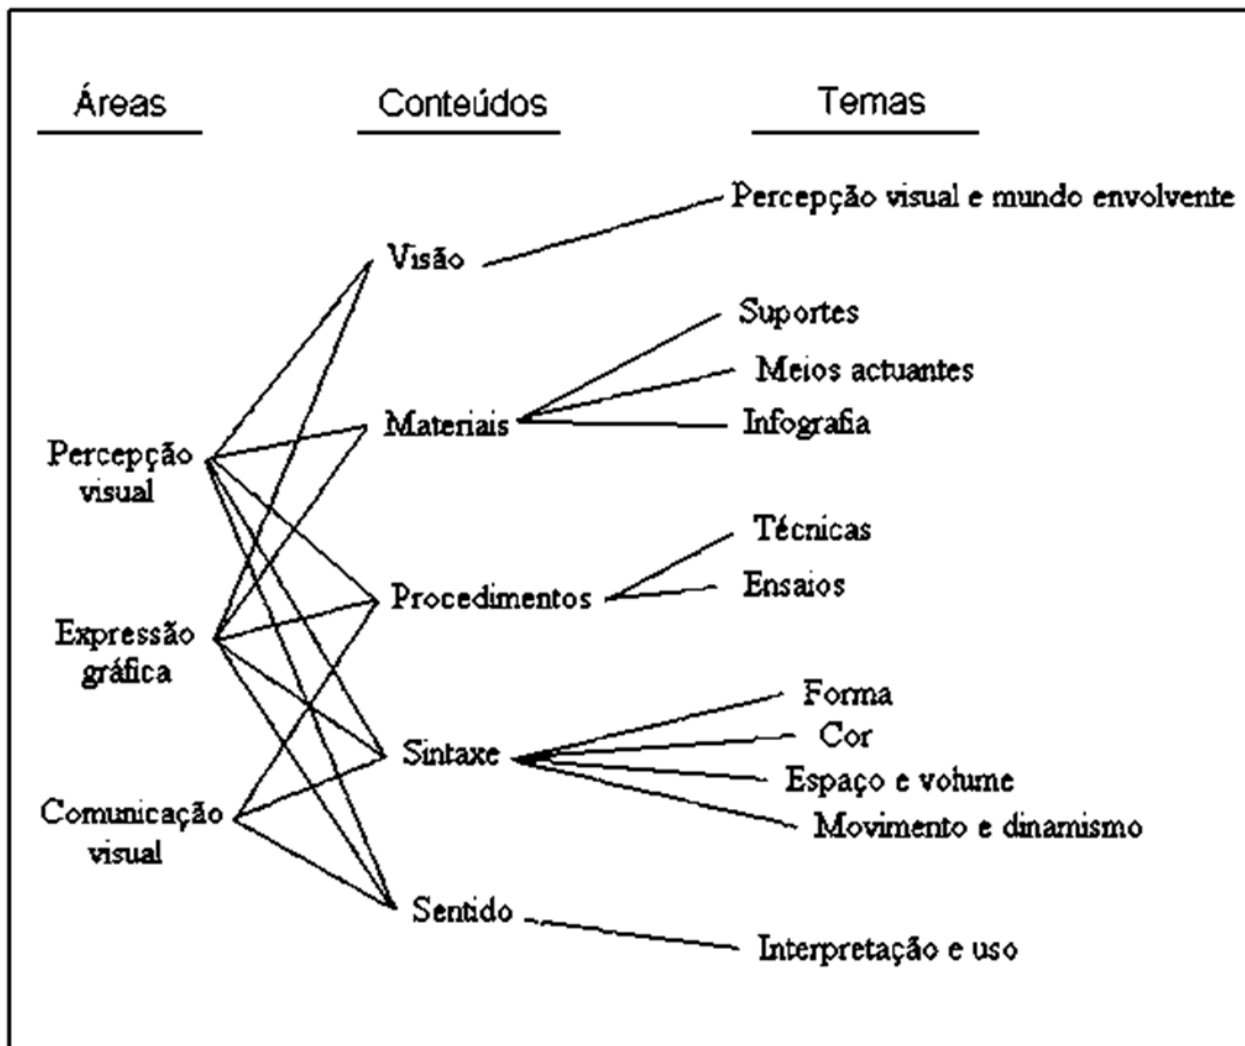 Áreas
Conteúdos
Temas
Percepção visual e mundo envolvente
Visão
Suportes
Meios actuantes
Materiais
Infografia
Percepção
visual
Técnicas
Ensaios
Procedimentos
Expressão
gráfica
Forma
Cor
Sintaxe
Espaço e volume
Movimento e dinamismo
Comunicação
visual
Sentido
Interpretação e uso